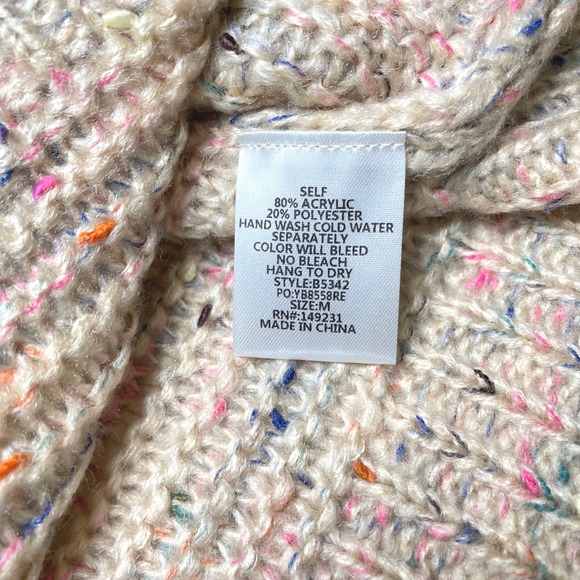 SELF
80% ACRYLIC
20% POLYESTER
HAND WASH COLD WATER
SEPARATELY
COLOR WILL BLEED
NO BLEACH
HANG TO DRY
STYLE:B5342
PO:YB8558RE
SIZE:M
RN#:149231
MADE IN CHINA